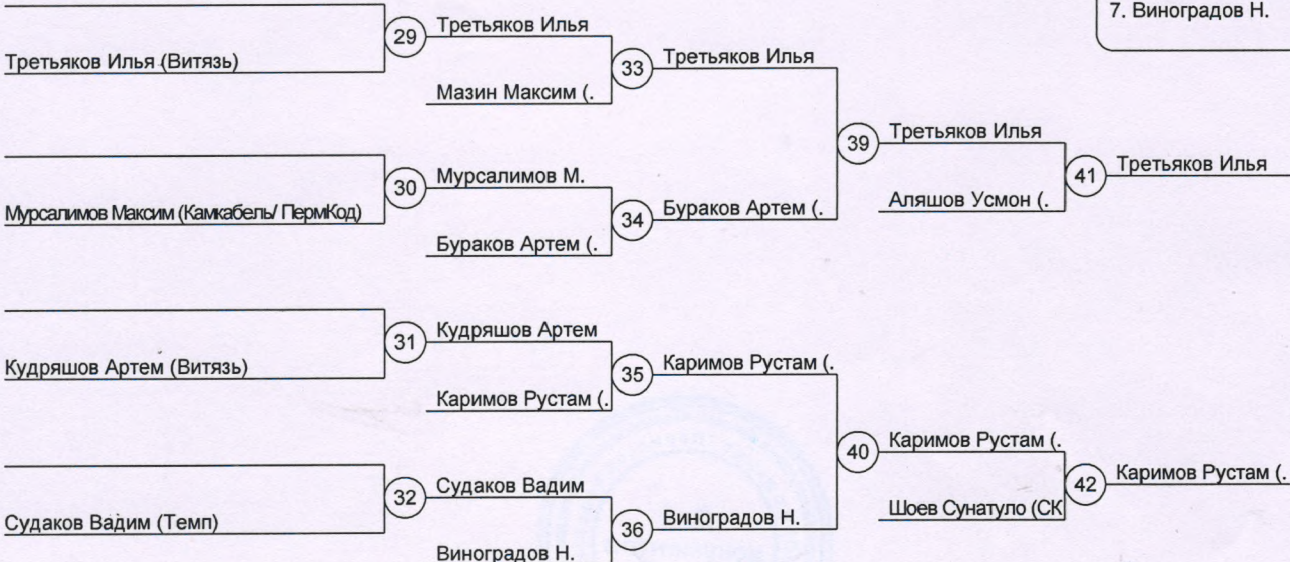 7. Виноградов Н.
29
Третьяков Илья
Третьяков Илья (Витязь)
33
Третьяков Илья
Мазин Максим (.
39
Третьяков Илья
30
Мурсалимов М.
41
Третьяков Илья
Мурсалимов Максим (Камкабель/ ПермКод)
34
Бураков Артем (.
Аляшов Усмон (.
Бураков Артем (.
31
Кудряшов Артем
Кудряшов Артем (Витязь)
35
Каримов Рустам (.
Каримов Рустам (.
40
Каримов Рустам (.
32
Судаков Вадим
42
Каримов Рустам (.
Судаков Вадим (Темп)
36
Виноградов Н.
Шоев Сунатуло (СК
Виноградов Н.